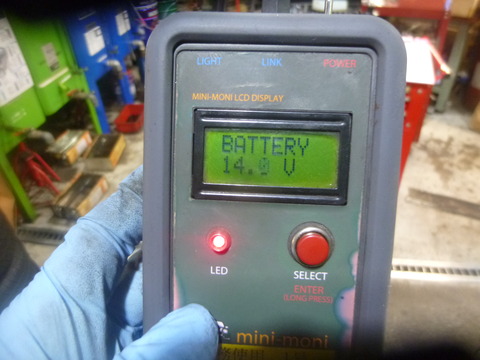 LIGHT LINK POWER
MINI-MONI LCD DISPLAY
BATTERY
14.0 V
LED SELECT
ENTER
(LONG PRESS)
mini-moni